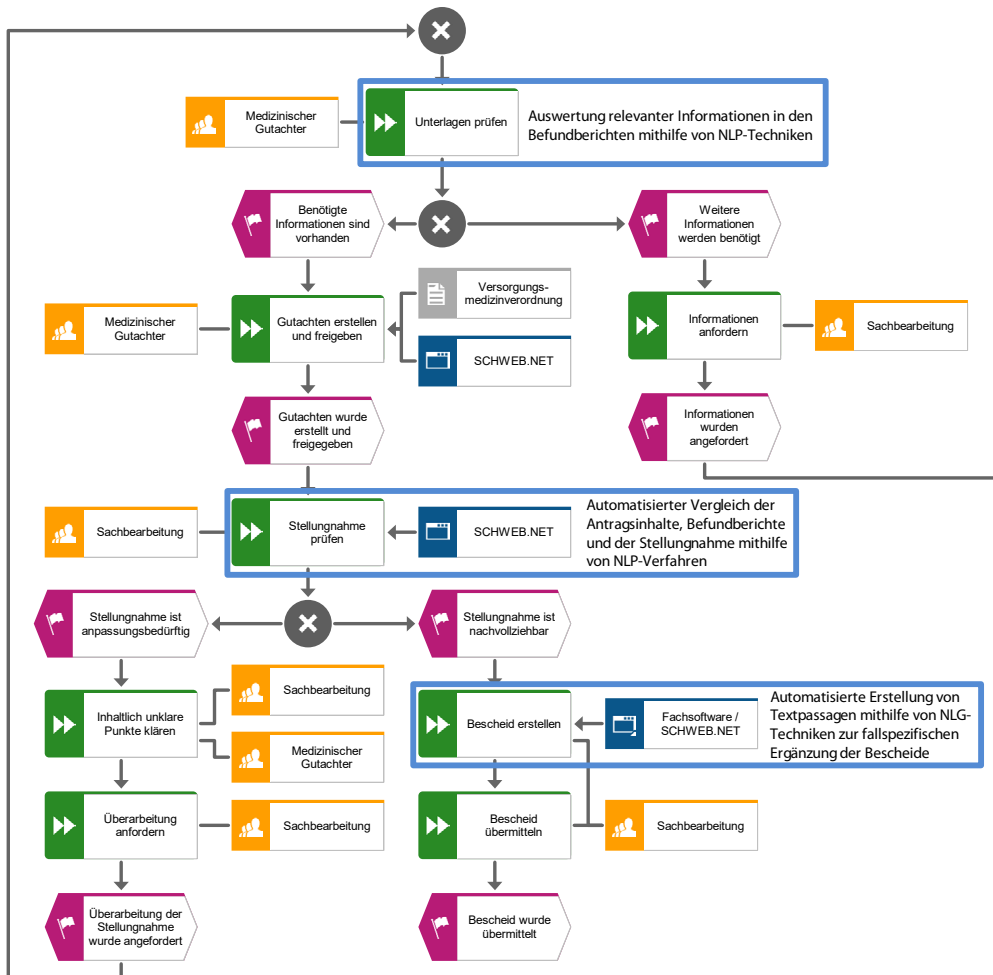 Medizinischer
Gutachter
Unterlagen prüfen
Auswertung relevanter Informationen in den
Befundberichten mithilfe von NLP-Techniken
Benötigte
Informationen sind
vorhanden
Weitere
Informationen
werden benötigt
Medizinischer
Gutachter
Gutachten erstellen
und freigeben
Versorgungs-
medizinverordnung
SCHWEB.NET
Informationen
anfordern
Sachbearbeitung
Gutachten wurde
erstellt und
freigegeben
Informationen
wurden
angefordert
Sachbearbeitung
Stellungnahme
prüfen
SCHWEB.NET
Automatisierter Vergleich der
Antragsinhalte, Befundberichte
und der Stellungnahme mithilfe
von NLP-Verfahren
Stellungnahme ist
anpassungsbedürftig
Stellungnahme ist
nachvollziehbar
Inhaltlich unklare
Punkte klären
Sachbearbeitung
Medizinischer
Gutachter
Bescheid erstellen
Fachsoftware /
SCHWEB.NET
Automatisierte Erstellung von
Textpassagen mithilfe von NLG-
Techniken zur fallspezifischen
Ergänzung der Bescheide
Überarbeitung
anfordern
Sachbearbeitung
Bescheid
übermitteln
Sachbearbeitung
Überarbeitung der
Stellungnahme
wurde angefordert
Bescheid wurde
übermittelt